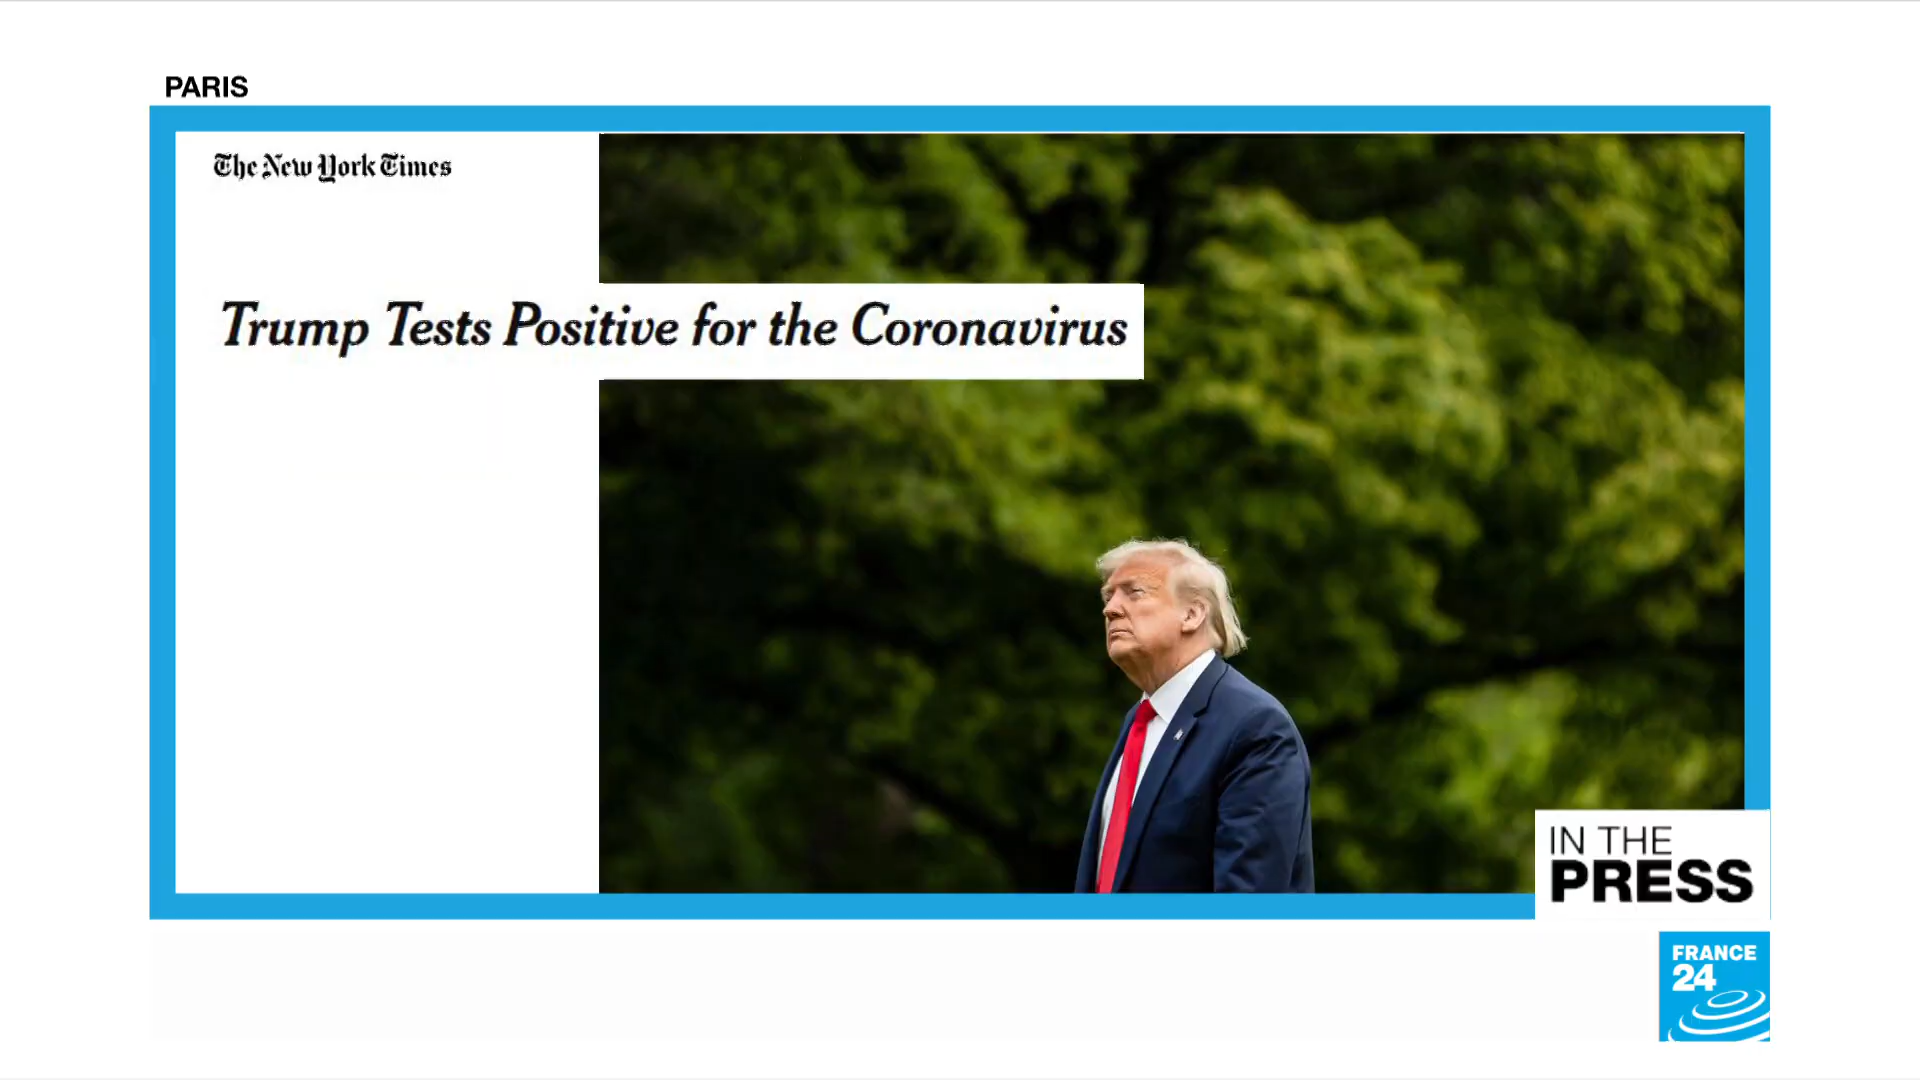 PARIS
The New York Times
Trump Tests Positive for the Coronavirus
IN THE
PRESS
FRANCE
24